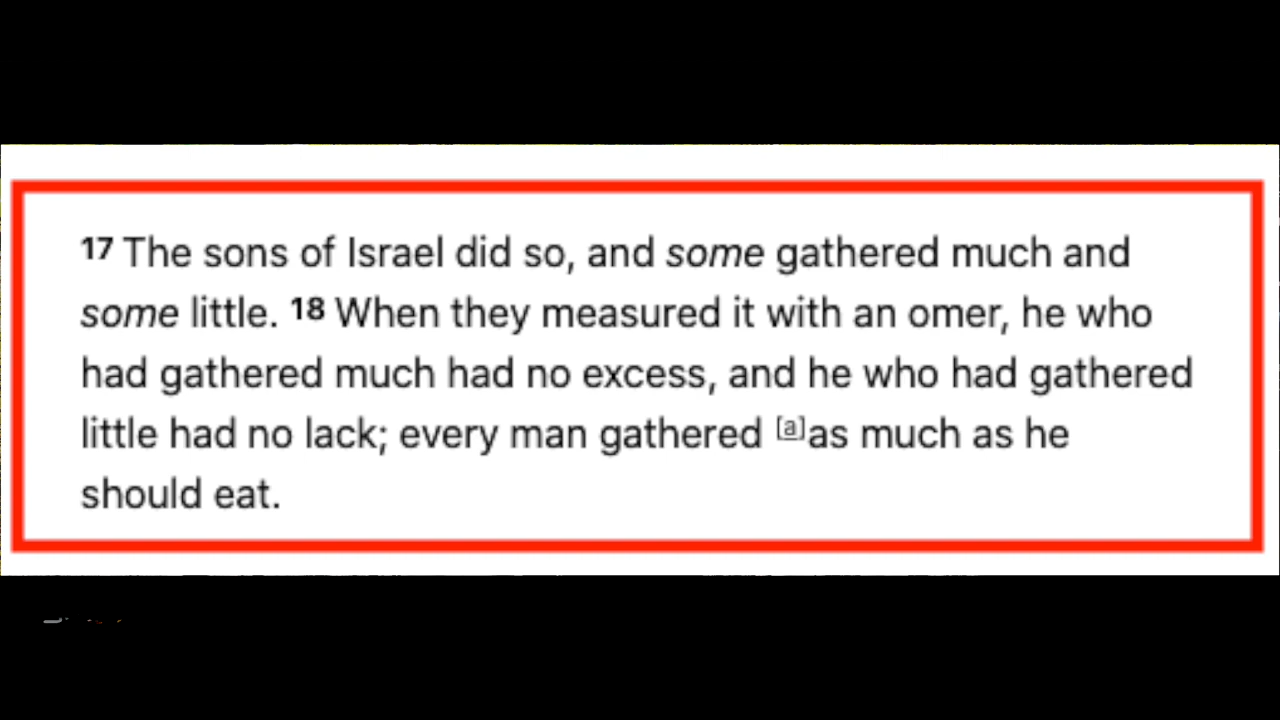 17 The sons of Israel did so, and some gathered much and
some little. 18 When they measured it with an omer, he who
had gathered much had no excess, and he who had gathered
little had no lack; every man gathered [a]as much as he
should eat.